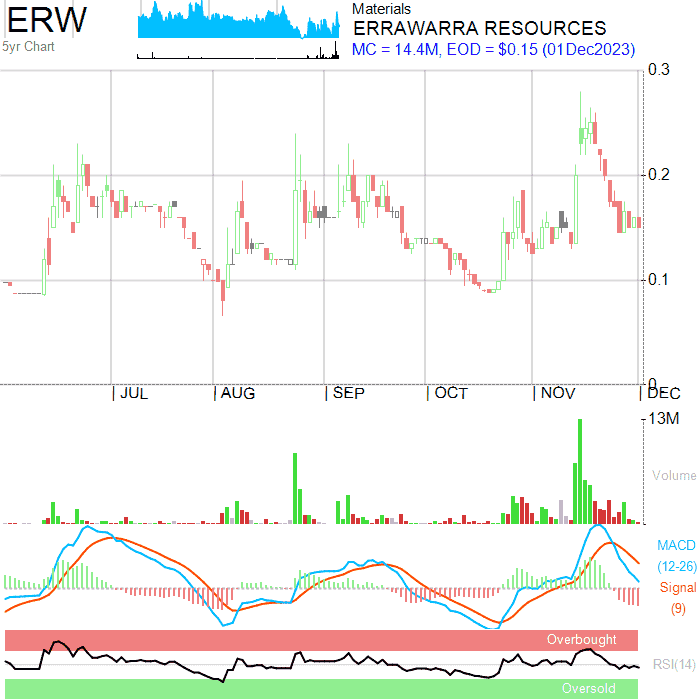 ERW
5yr Chart
Materials
ERRAWARRA RESOURCES
MC = 14.4M, EOD = $0.15 (01Dec2023)
0.3
0.2
0.1
0
JUL
AUG
SEP
OCT
NOV
DEC
13M
Volume
MACD
(12-26)
Signal
(9)
Overbought
RSI(14)
Oversold